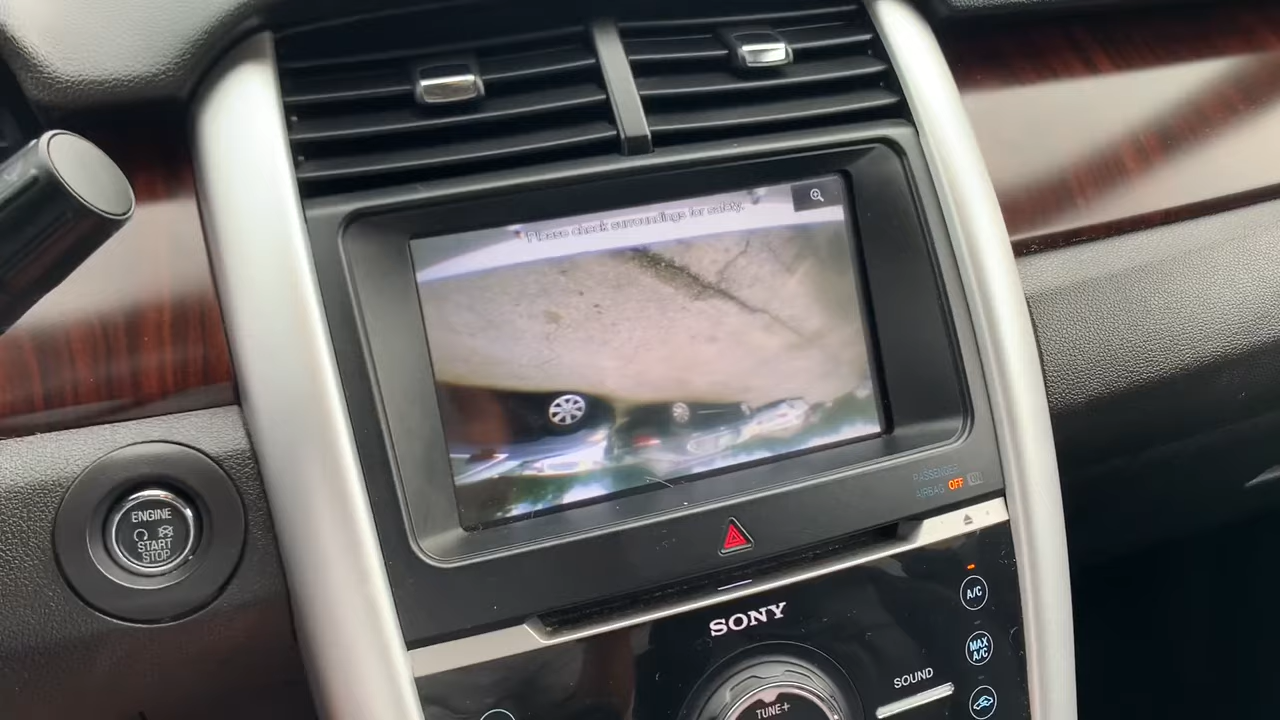 Please check surroundings for safety.
PASSENGER
AIRBAG OFF
ENGINE
START
STOP
SONY
A/C
MAX
A/C
SOUND
TUNE+